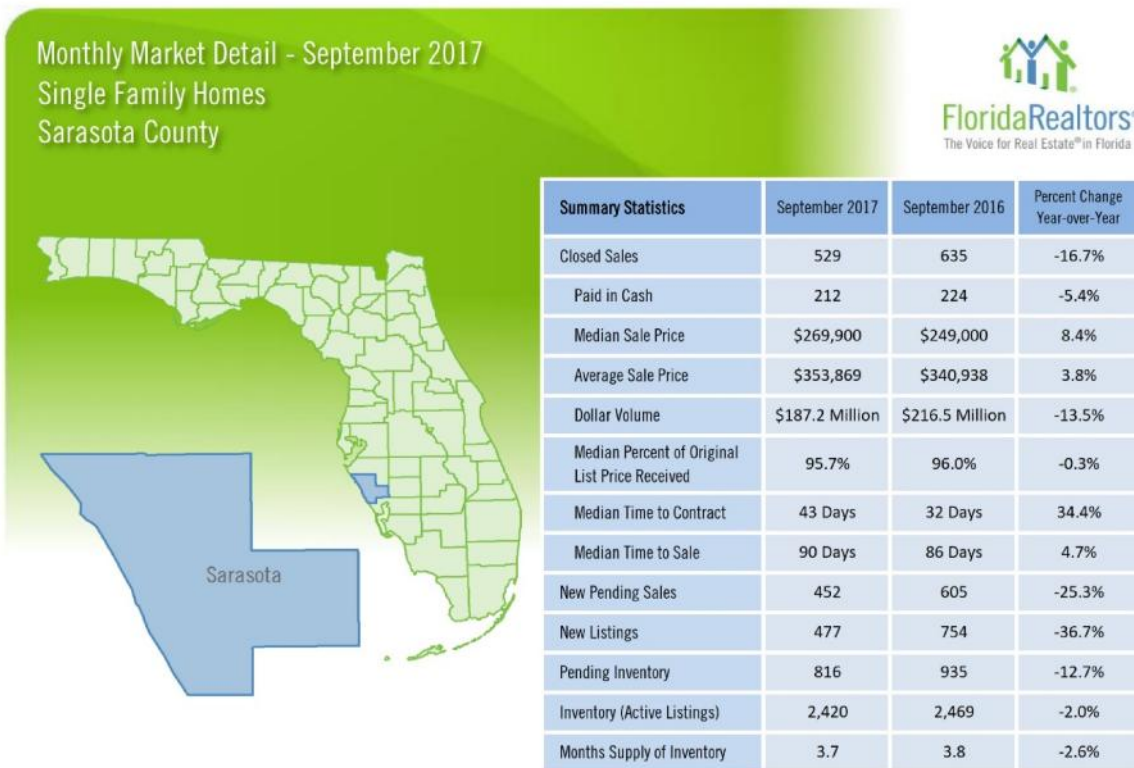 Monthly Market Detail - September 2017
Single Family Homes
Sarasota County
FloridaRealtors®
The Voice for Real Estate® in Florida
Summary Statistics September 2017 September 2016 Percent Change
Year-over-Year
Closed Sales 529 635 -16.7%
Paid in Cash 212 224 -5.4%
Median Sale Price $269,900 $249,000 8.4%
Average Sale Price $353,869 $340,938 3.8%
Dollar Volume $187.2 Million $216.5 Million -13.5%
Median Percent of Original
List Price Received 95.7% 96.0% -0.3%
Median Time to Contract 43 Days 32 Days 34.4%
Median Time to Sale 90 Days 86 Days 4.7%
New Pending Sales 452 605 -25.3%
New Listings 477 754 -36.7%
Pending Inventory 816 935 -12.7%
Inventory (Active Listings) 2,420 2,469 -2.0%
Months Supply of Inventory 3.7 3.8 -2.6%
Sarasota